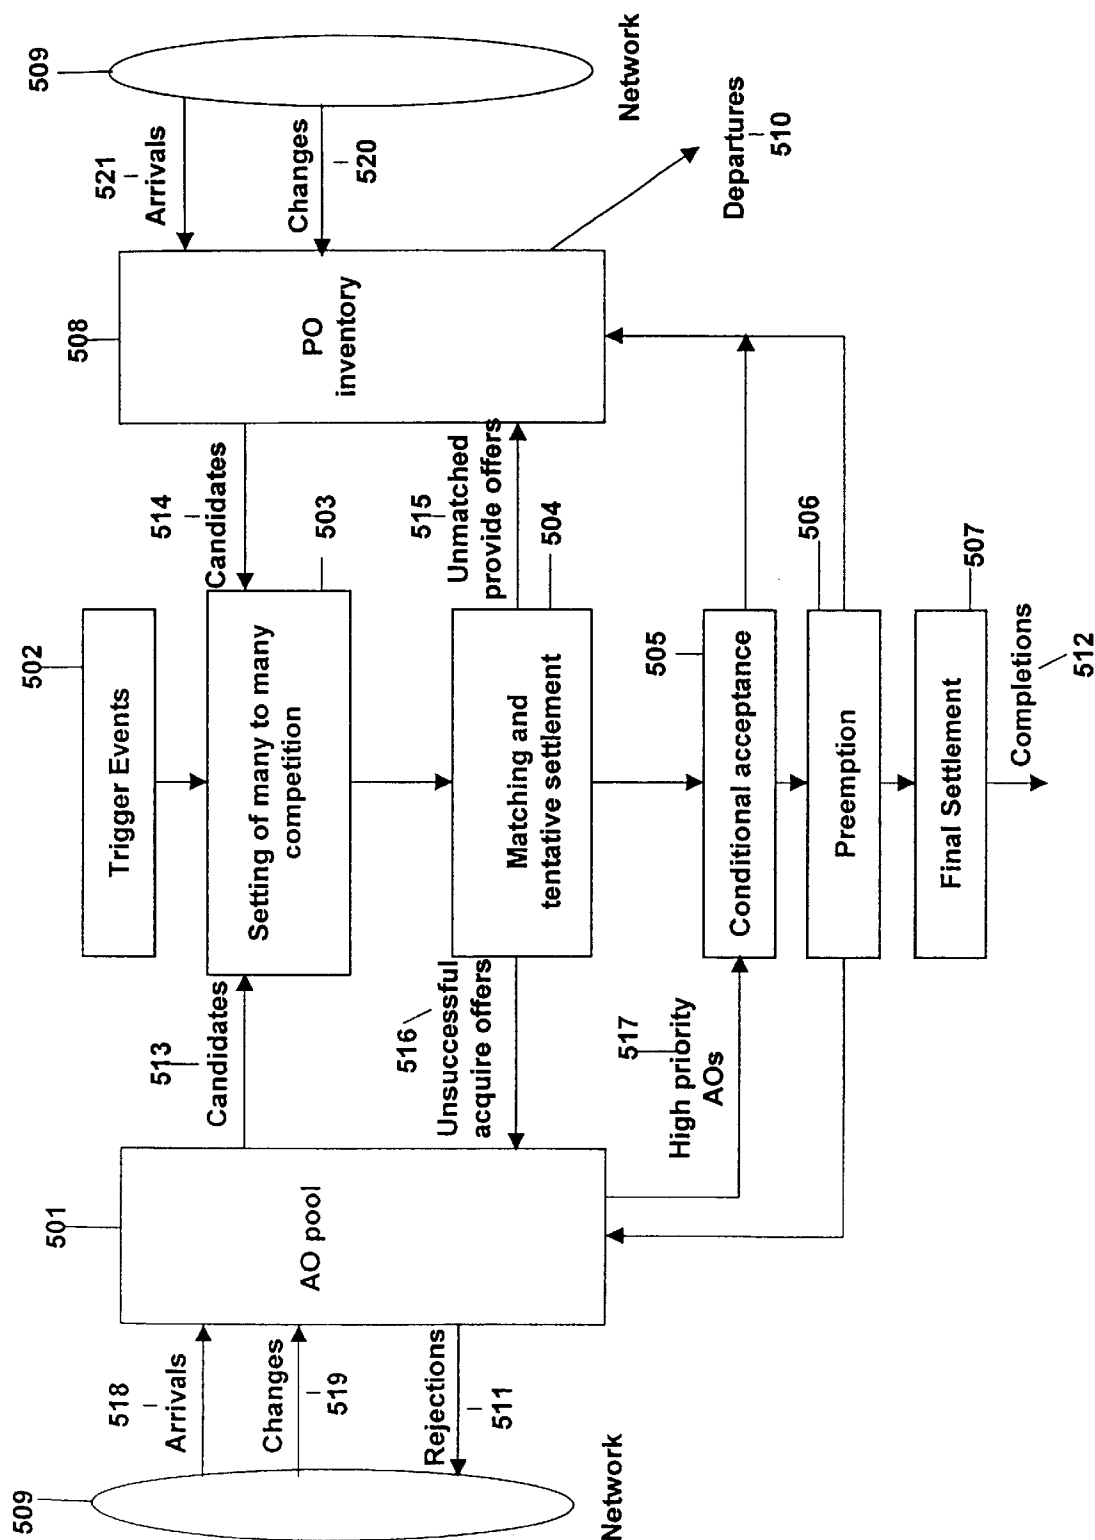 509
Network
518
Arrivals
Changes
519
Rejections
511
501
AO pool
513
Candidates
516
Unsuccessful
acquire offers
517
High priority
AOs
502
Trigger Events
Setting of many to many
competition
503
Matching and
tentative settlement
504
505
Conditional acceptance
506
Preemption
507
Final Settlement
Completions
512
514
Candidates
515
Unmatched
provide offers
508
PO
inventory
521
Arrivals
Changes
520
509
Network
Departures
510